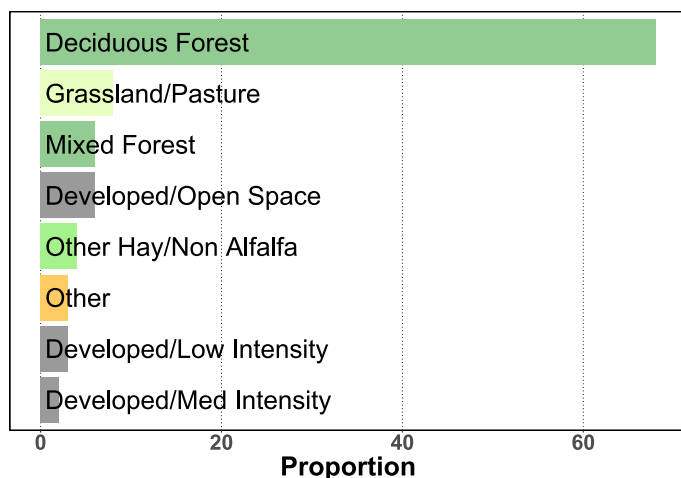 Deciduous Forest
Grassland/Pasture
Mixed Forest
Developed/Open Space
Other Hay/Non Alfalfa
Other
Developed/Low Intensity
Developed/Med Intensity
0 20 40 60
Proportion